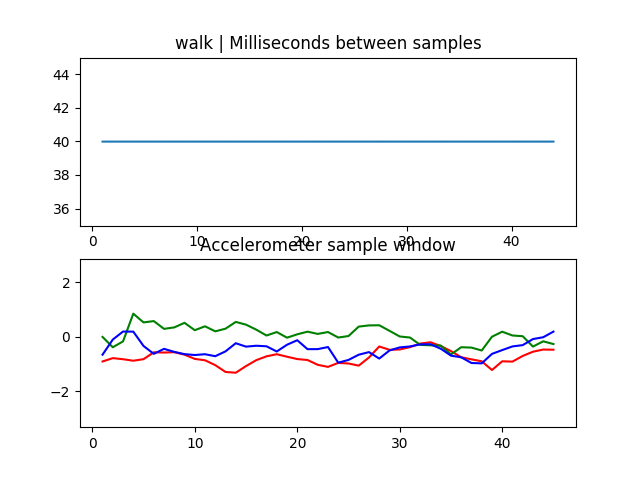 walk | Milliseconds between samples
44
42
40
38
36
0 10 20 30 40
Accelerometer sample window
2
0
−2
0 10 20 30 40